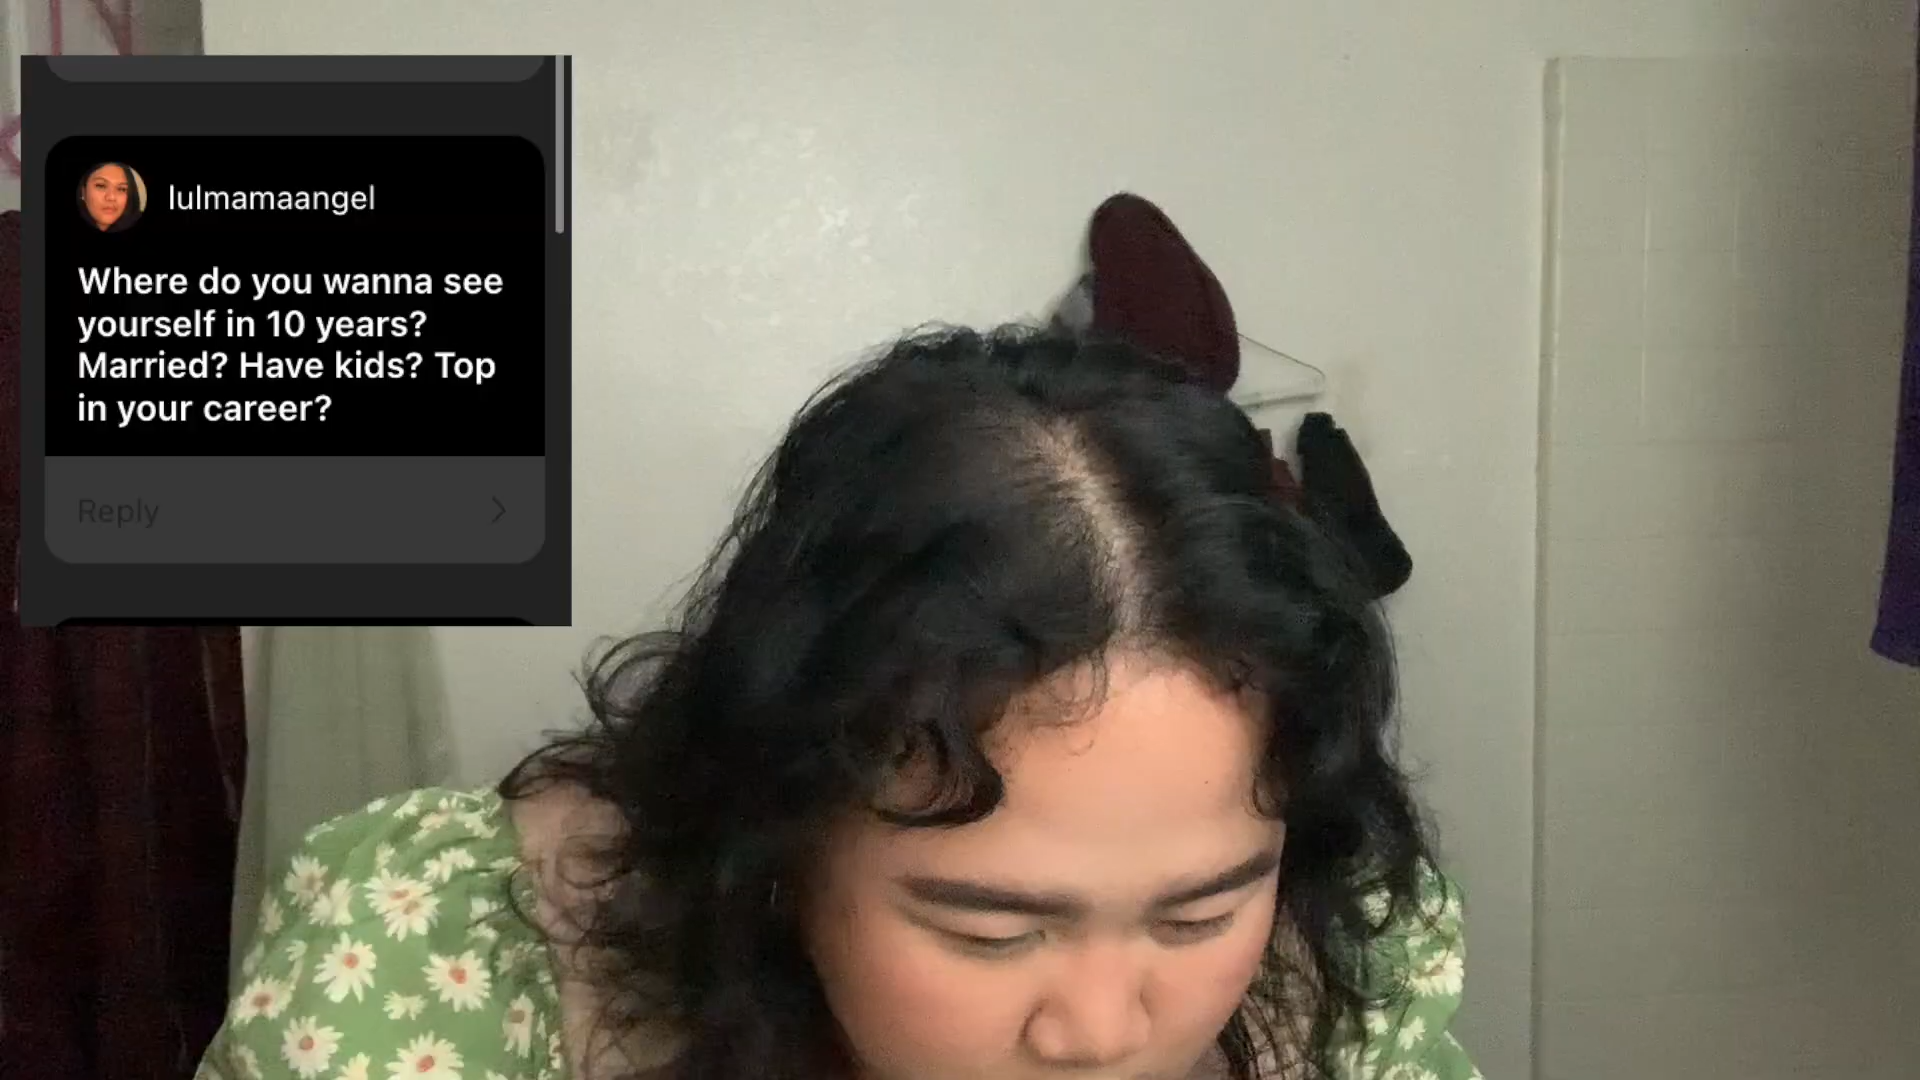 lulmamaangel
Where do you wanna see
yourself in 10 years?
Married? Have kids? Top
in your career?
Reply